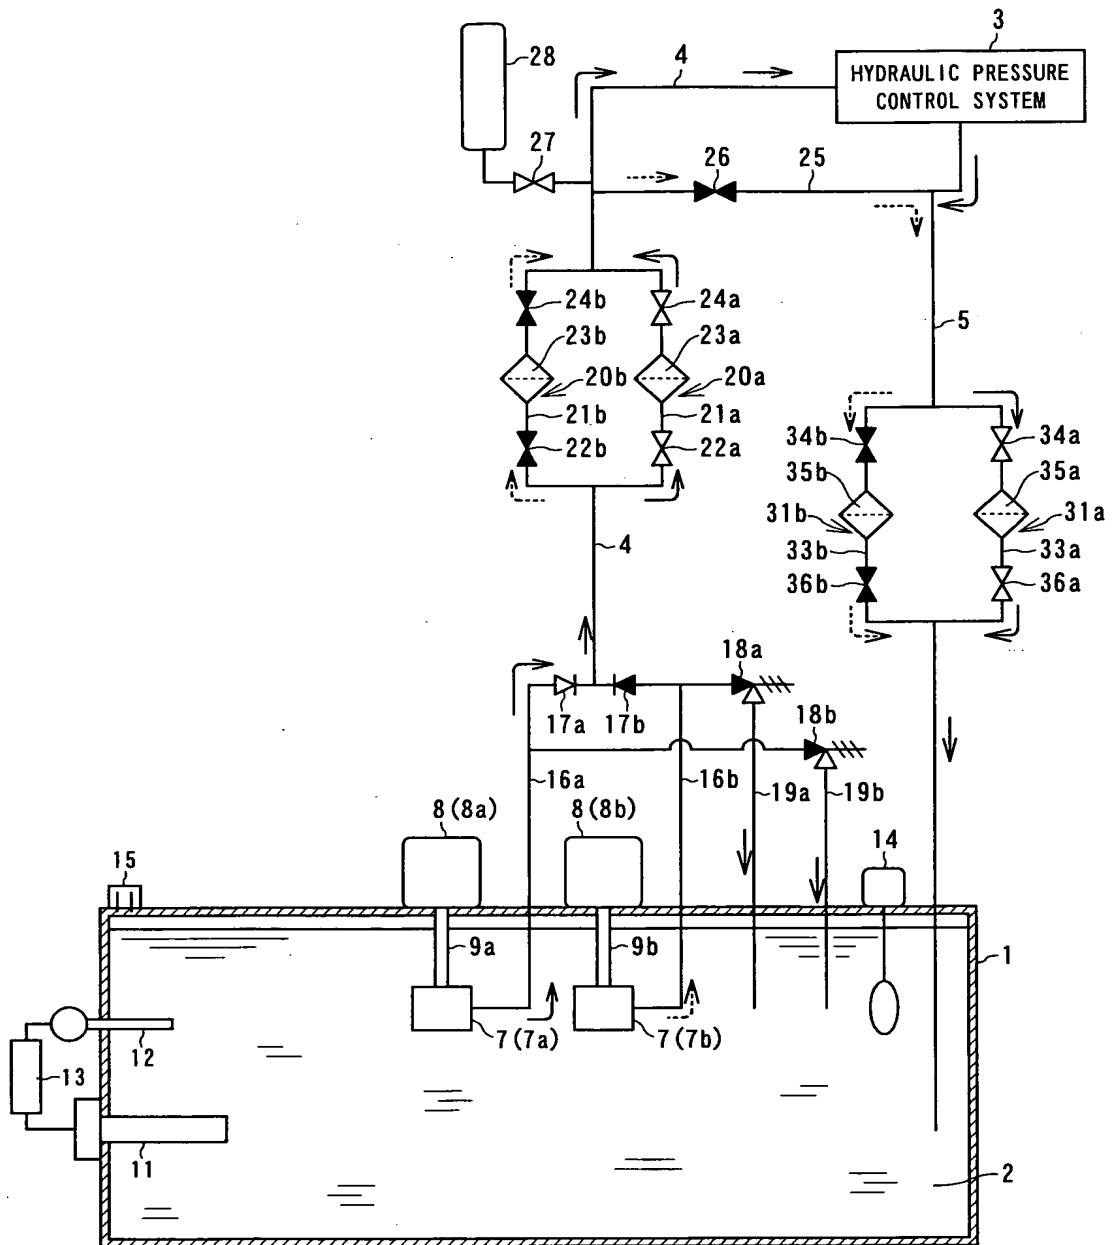 3
28
4
HYDRAULIC PRESSURE
CONTROL SYSTEM
27
26
25
24b
24a
23b
23a
5
20b
20a
21b
21a
22b
22a
34b
34a
35b
35a
31b
31a
33b
33a
36b
36a
4
18a
17a
17b
18b
16a
16b
19a
19b
8(8a)
8(8b)
14
15
9a
9b
1
7(7a)
7(7b)
12
13
11
2